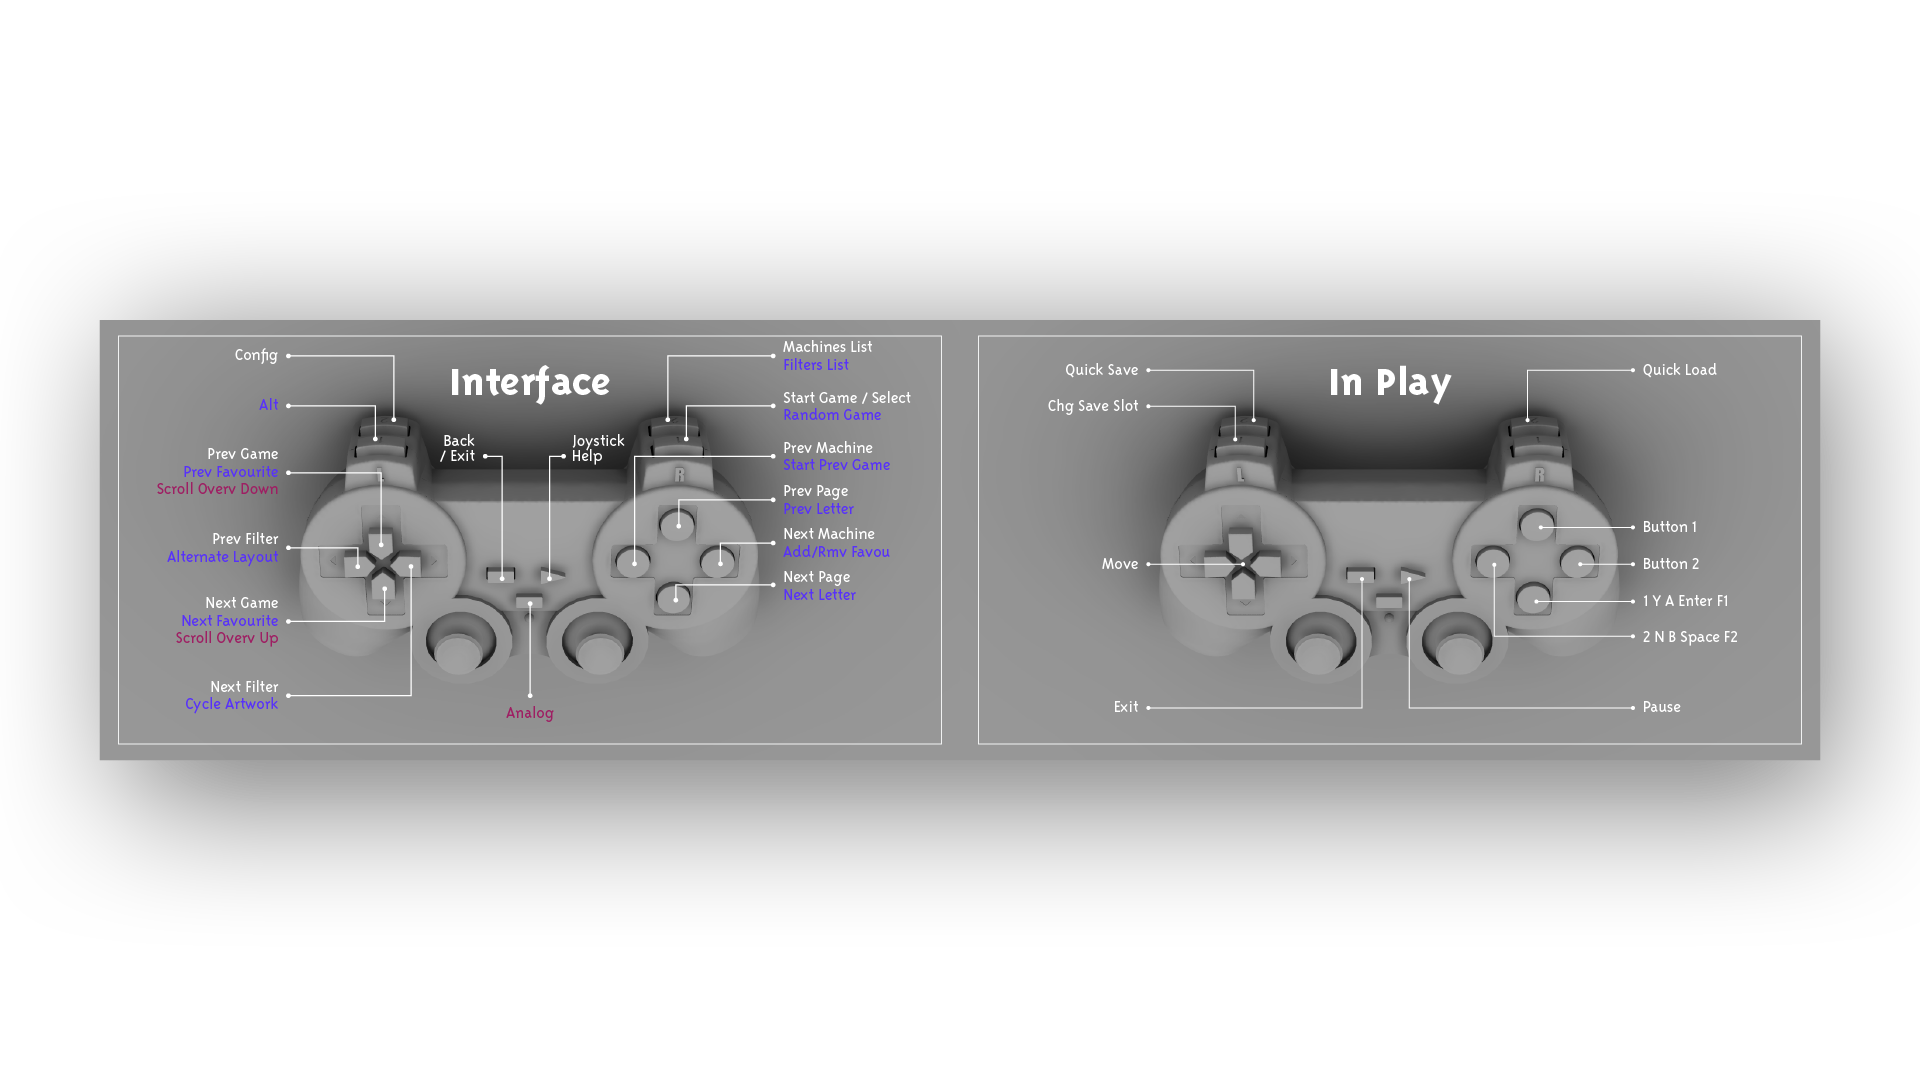 Interface
Config
Alt
Prev Game
Prev Favourite
Scroll Overv Down
Prev Filter
Alternate Layout
Next Game
Next Favourite
Scroll Overv Up
Next Filter
Cycle Artwork
Back
/ Exit
Joystick
Help
L
R
Analog
Machines List
Filters List
Start Game / Select
Random Game
Prev Machine
Start Prev Game
Prev Page
Prev Letter
Next Machine
Add/Rmv Favou
Next Page
Next Letter
In Play
Quick Save
Chg Save Slot
Move
Exit
L
R
Quick Load
Button 1
Button 2
1 Y A Enter F1
2 N B Space F2
Pause